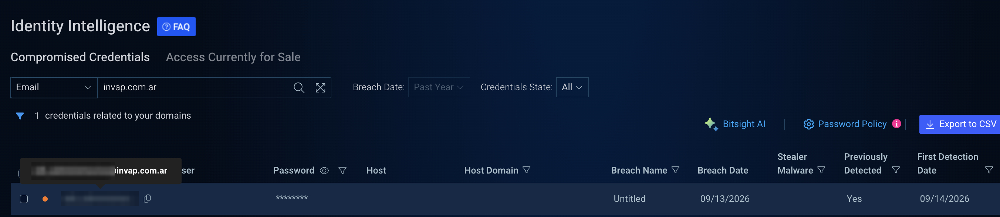 Identity Intelligence FAQ
Compromised Credentials Access Currently for Sale
Email invap.com.ar Breach Date: Past Year Credentials State: All
1 credentials related to your domains
Bitsight AI Password Policy i Export to CSV
@invap.com.ar ser Password Host Host Domain Breach Name Breach Date Stealer Malware Previously Detected First Detection Date
******** Untitled 09/13/2026 Yes 09/14/2026